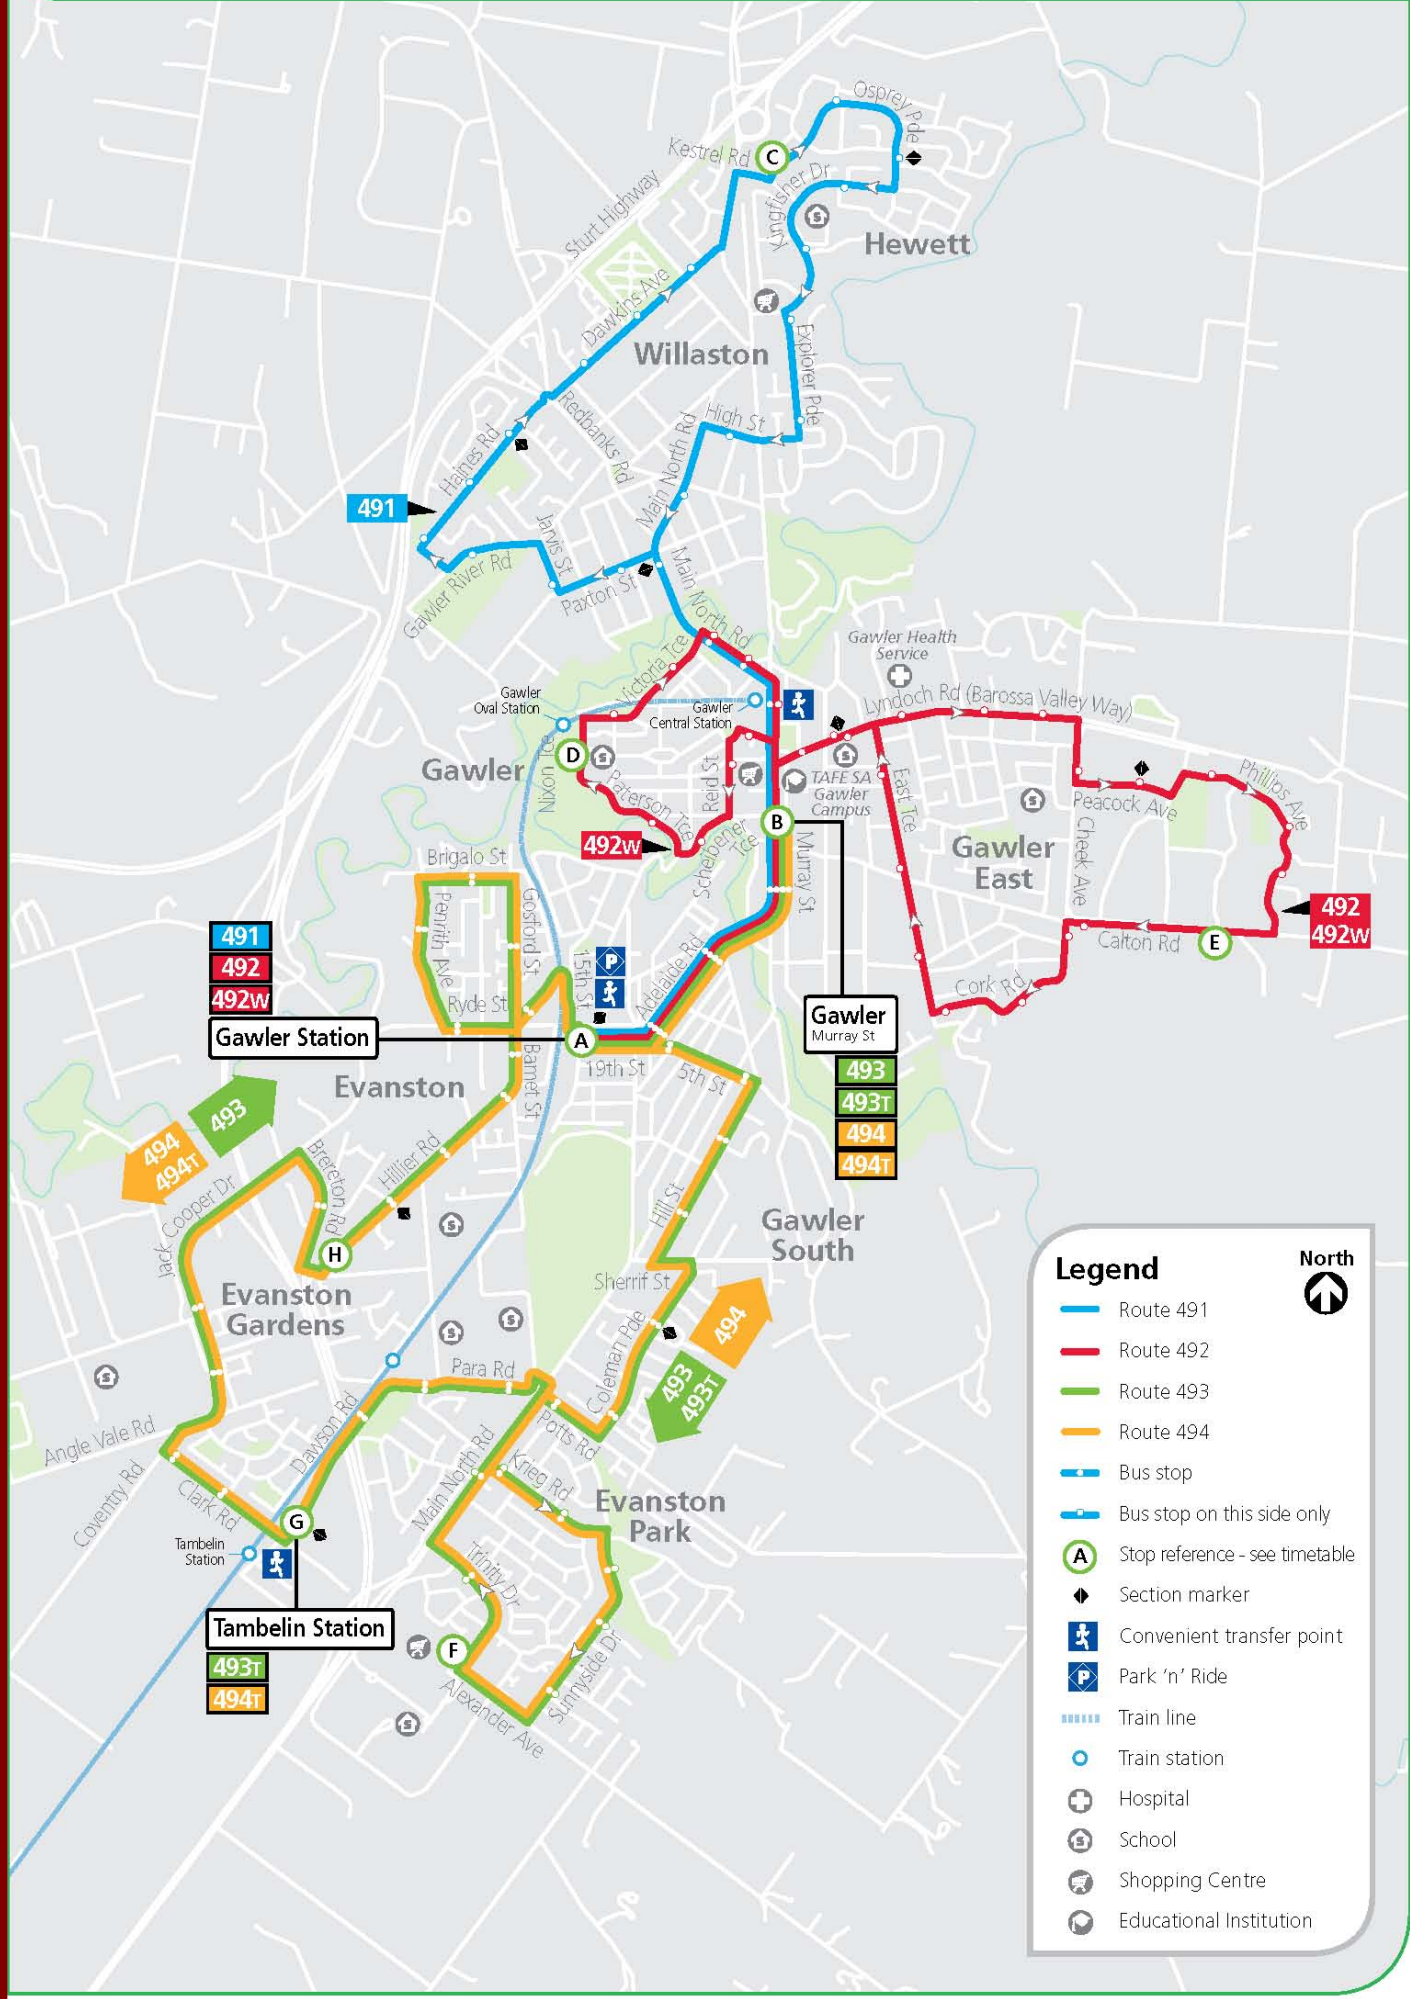 Osprey Pde
Kestrel Rd
C
Kingfisher Dr
Sturt Highway
Hewett
Dawkins Ave
Willaston
Explorer Pde
High St
Redbanks Rd
Main North Rd
Haines Rd
491
Jarvis St
Gawler River Rd
Paxton St
Main North Rd
Gawler Health
Service
Victoria Tce
Gawler
Oval Station
Gawler
Central Station
Lyndoch Rd (Barossa Valley Way)
D
Gawler
Nixon Tce
Reid St
TAFE SA
Gawler
Campus
East Tce
Peacock Ave
Phillips Ave
Paterson Tce
B
492W
Scheibener
Tce
Murray St
Gawler
East
Cheek Ave
Brigalo St
Penrith Ave
Gosford St
492
492W
Calton Rd
E
491
492
492W
Gawler Station
15th St
P
Adelaide Rd
Cork Rd
Ryde St
A
Gawler
Murray St
493
493T
494
494T
19th St
5th St
Barnet St
Evanston
493
494
494T
Brereton Rd
Hillier Rd
Jack Cooper Dr
H
Hill St
Gawler
South
Evanston
Gardens
Sherrif St
494
493
493T
Coleman Pde
Para Rd
Potts Rd
Angle Vale Rd
Dawson Rd
Main North Rd
Krieg Rd
Coventry Rd
Clark Rd
G
Evanston
Park
Tambelin
Station
Trinity Dr
Tambelin Station
493T
494T
F
Sunnyside Dr
Alexander Ave
Legend
North
Route 491
Route 492
Route 493
Route 494
Bus stop
Bus stop on this side only
A
Stop reference - see timetable
Section marker
Convenient transfer point
P
Park ‘n’ Ride
Train line
Train station
Hospital
School
Shopping Centre
Educational Institution